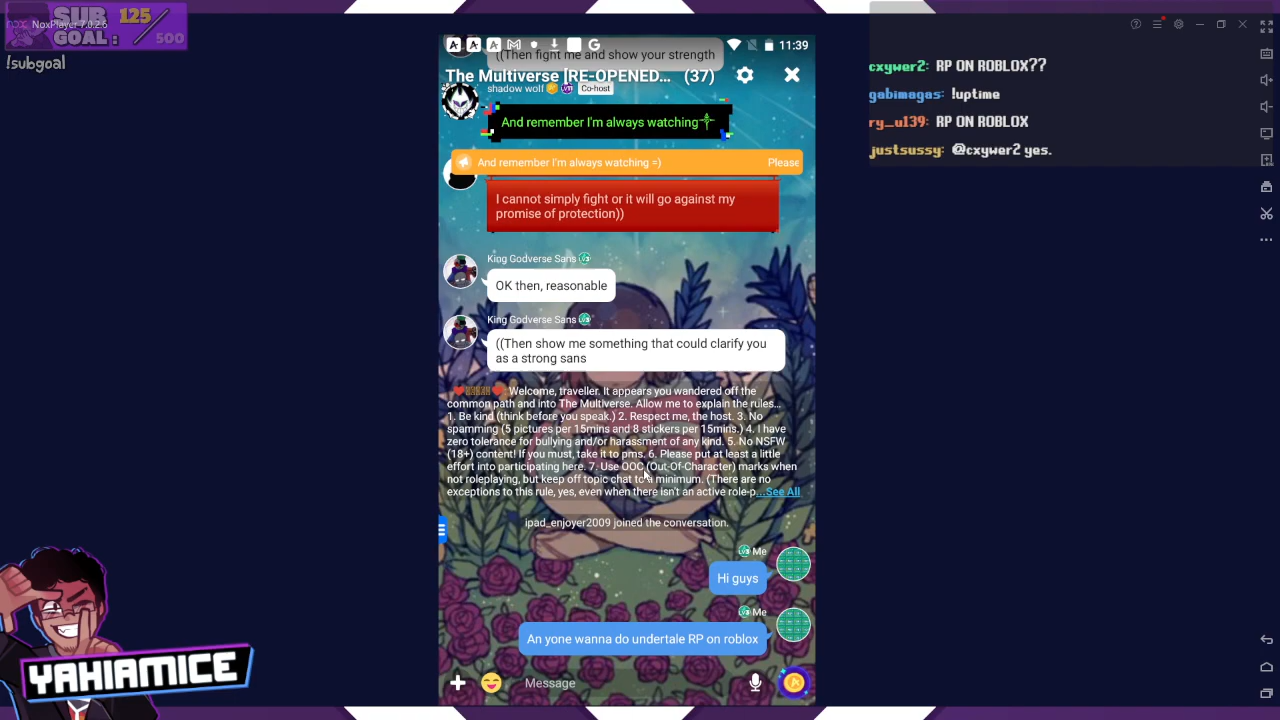 SUB GOAL : 125 / 500
NoxPlayer 7.0.2.6
!subgoal
11:39
((Then fight me and show your strength
The Multiverse [RE-OPENED... (37)
shadow wolf Co-host
And remember I'm always watching
And remember I'm always watching =) Please
I cannot simply fight or it will go against my
promise of protection))
King Godverse Sans
OK then, reasonable
King Godverse Sans
((Then show me something that could clarify you
as a strong sans
Welcome, traveller. It appears you wandered off the
common path and into The Multiverse. Allow me to explain the rules...
1. Be kind (think before you speak.) 2. Respect me, the host. 3. No
spamming (5 pictures per 15mins and 8 stickers per 15mins.) 4. I have
zero tolerance for bullying and/or harassment of any kind. 5. No NSFW
(18+) content! If you must, take it to pms. 6. Please put at least a little
effort into participating here. 7. Use OOC (Out-Of-Character) marks when
not roleplaying, but keep off topic chat to a minimum. (There are no
exceptions to this rule, yes, even when there isn't an active role-p...See All
ipad_enjoyer2009 joined the conversation.
Me
Hi guys
Me
An yone wanna do undertale RP on roblox
Message
cxywer2: RP ON ROBLOX??
gabimagas: !uptime
ry_u139: RP ON ROBLOX
justsussy: @cxywer2 yes.
YAHIAMICE